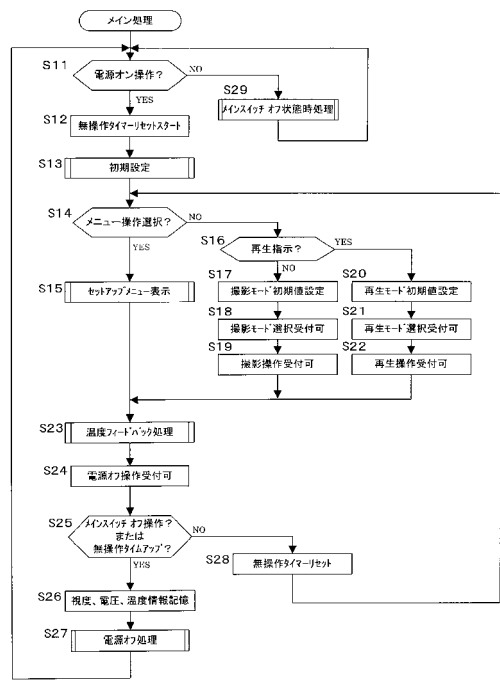 メイン処理
S11
電源オン操作？
NO
YES
S29
メインスイッチ オフ状態時処理
S12
無操作タイマーリセットスタート
S13
初期設定
S14
メニュー操作選択？
NO
YES
S16
再生指示？
YES
NO
S15
セットアップメニュー表示
S17
撮影モード初期値設定
S18
撮影モード選択受付可
S19
撮影操作受付可
S20
再生モード初期値設定
S21
再生モード選択受付可
S22
再生操作受付可
S23
温度フィードバック処理
S24
電源オフ操作受付可
S25
メインスイッチ オフ操作？
または
無操作タイムアップ？
NO
YES
S28
無操作タイマーリセット
S26
視度、電圧、温度情報記憶
S27
電源オフ処理